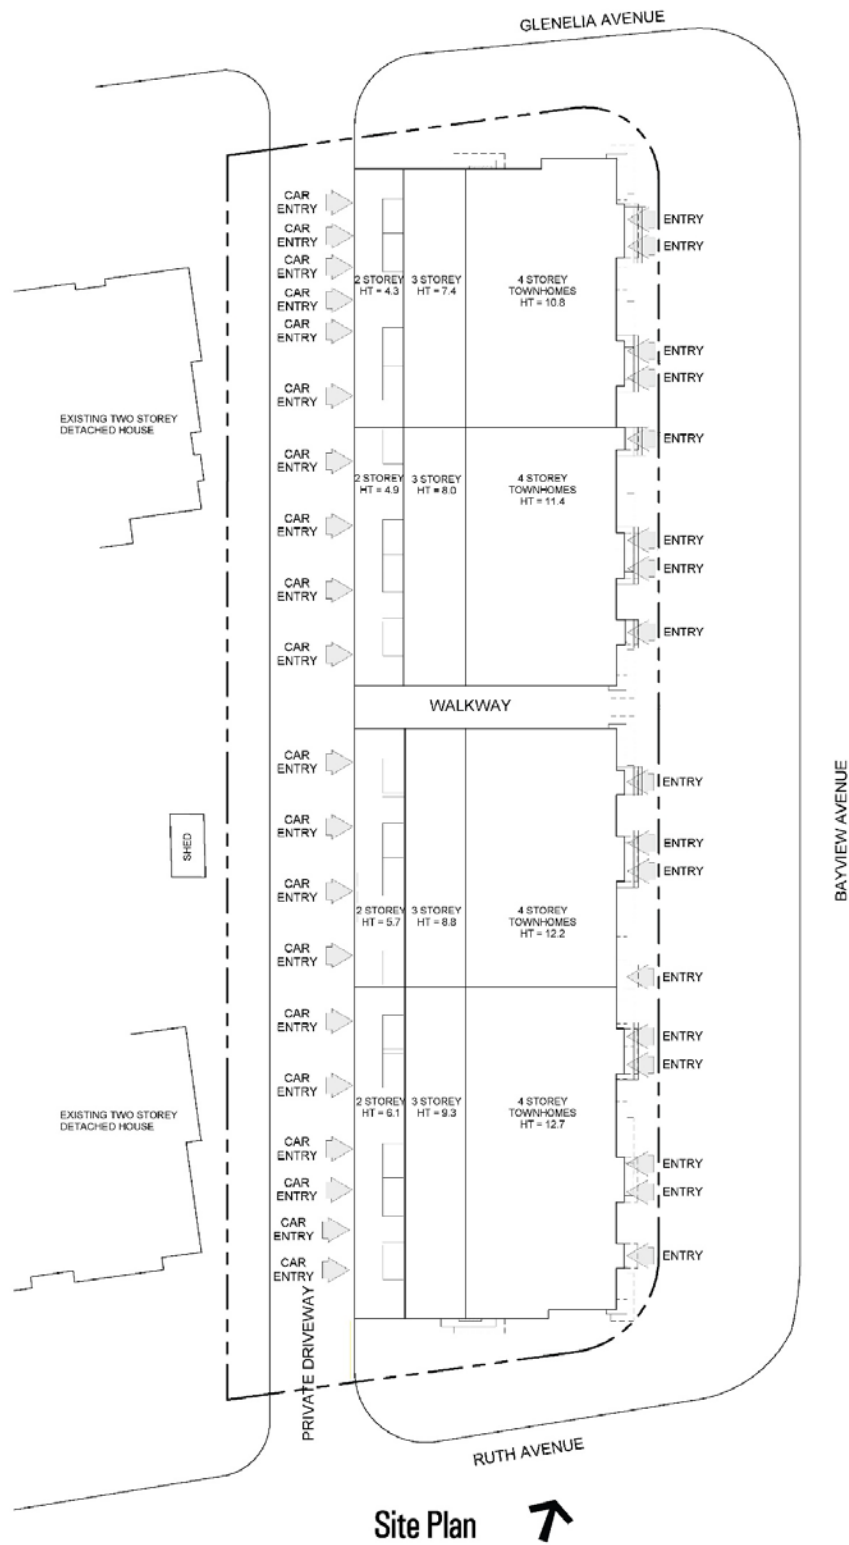 GLENELIA AVENUE
CAR
ENTRY
CAR
ENTRY
CAR
ENTRY
CAR
ENTRY
CAR
ENTRY
CAR
ENTRY
2 STOREY
HT = 4.3
3 STOREY
HT = 7.4
4 STOREY
TOWNHOMES
HT = 10.8
ENTRY
ENTRY
ENTRY
ENTRY
EXISTING TWO STOREY
DETACHED HOUSE
CAR
ENTRY
CAR
ENTRY
CAR
ENTRY
CAR
ENTRY
2 STOREY
HT = 4.9
3 STOREY
HT = 8.0
4 STOREY
TOWNHOMES
HT = 11.4
ENTRY
ENTRY
ENTRY
ENTRY
WALKWAY
CAR
ENTRY
CAR
ENTRY
CAR
ENTRY
CAR
ENTRY
SHED
2 STOREY
HT = 5.7
3 STOREY
HT = 8.8
4 STOREY
TOWNHOMES
HT = 12.2
ENTRY
ENTRY
ENTRY
ENTRY
BAYVIEW AVENUE
CAR
ENTRY
CAR
ENTRY
CAR
ENTRY
CAR
ENTRY
CAR
ENTRY
CAR
ENTRY
EXISTING TWO STOREY
DETACHED HOUSE
2 STOREY
HT = 6.1
3 STOREY
HT = 9.3
4 STOREY
TOWNHOMES
HT = 12.7
ENTRY
ENTRY
ENTRY
ENTRY
ENTRY
PRIVATE DRIVEWAY
RUTH AVENUE
Site Plan